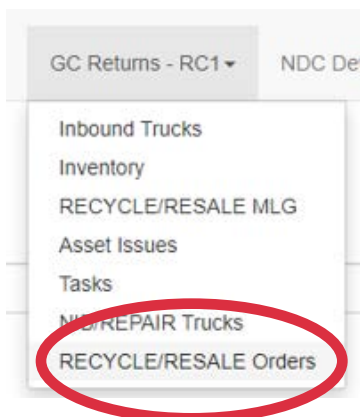 GC Returns - RC1 NDC De
Inbound Trucks
Inventory
RECYCLE/RESALE MLG
Asset Issues
Tasks
NIB/REPAIR Trucks
RECYCLE/RESALE Orders